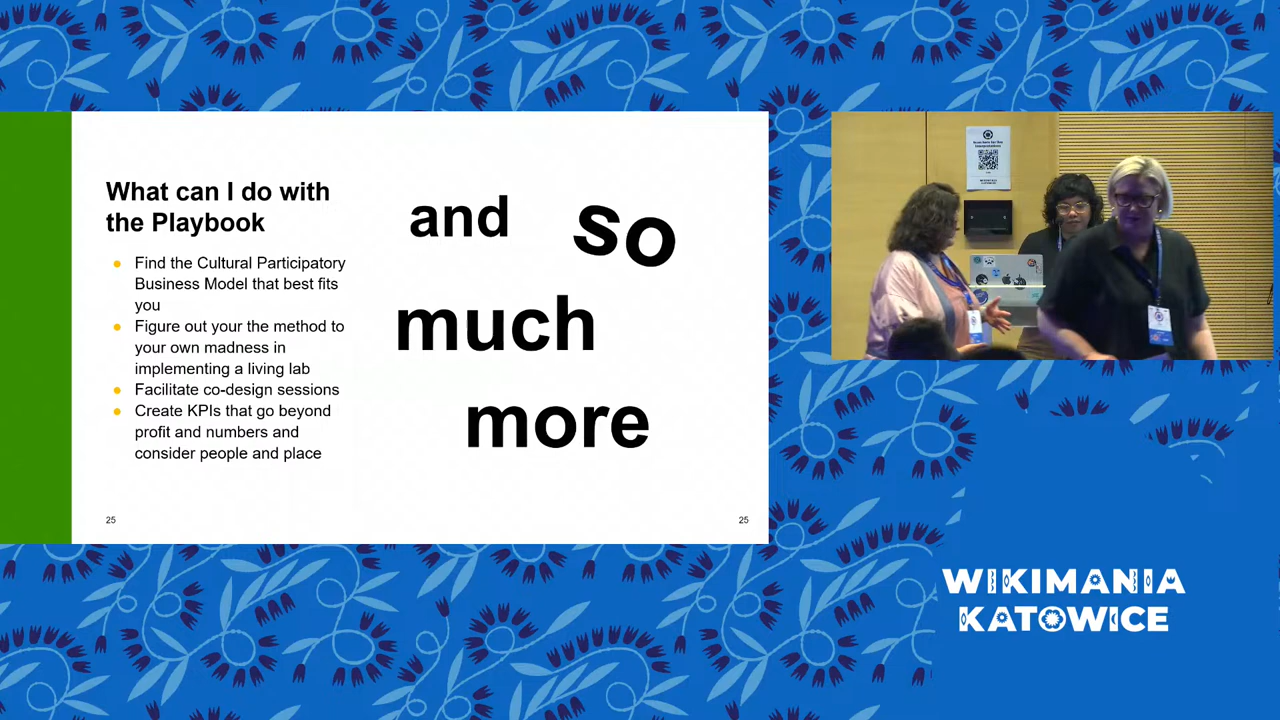 What can I do with
the Playbook
● Find the Cultural Participatory
Business Model that best fits
you
● Figure out your the method to
your own madness in
implementing a living lab
● Facilitate co-design sessions
● Create KPIs that go beyond
profit and numbers and
consider people and place
and so
much
more
25
25
WIKIMANIA
KATOWICE